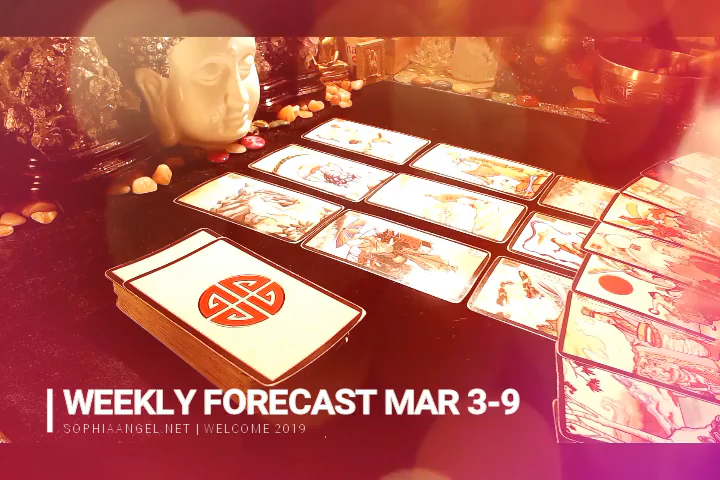 WEEKLY FORECAST MAR 3-9
SOPHIAANGEL.NET | WELCOME 2019